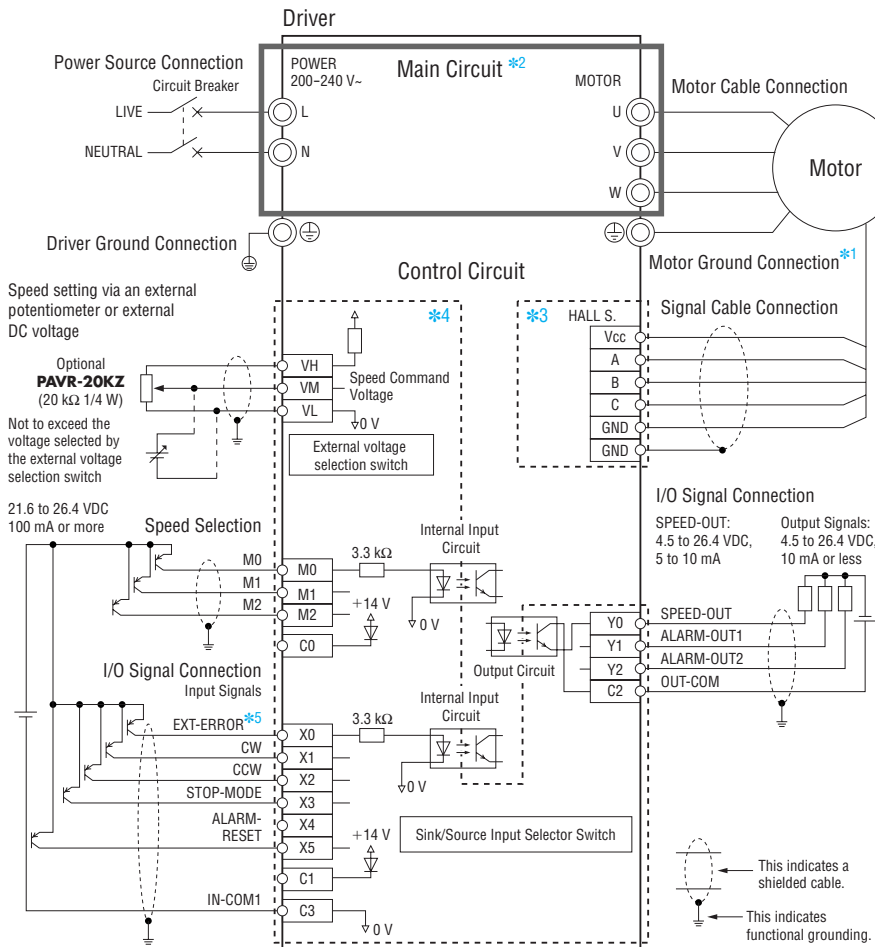 Driver
Power Source Connection
Circuit Breaker
LIVE
NEUTRAL
POWER
200–240 V~
Main Circuit *2
MOTOR
L
N
U
V
W
Motor Cable Connection
Motor
Driver Ground Connection
Motor Ground Connection*1
Control Circuit
Speed setting via an external
potentiometer or external
DC voltage
Optional
PAVR-20KZ
(20 kΩ 1/4 W)
Not to exceed the
voltage selected by
the external voltage
selection switch
*4
VH
VM
VL
Speed Command
Voltage
0 V
External voltage
selection switch
*3
HALL S.
Signal Cable Connection
Vcc
A
B
C
GND
GND
21.6 to 26.4 VDC
100 mA or more
Speed Selection
M0
M1
M2
M0
M1
M2
C0
3.3 kΩ
+14 V
Internal Input
Circuit
0 V
I/O Signal Connection
SPEED-OUT:
4.5 to 26.4 VDC,
5 to 10 mA
Output Signals:
4.5 to 26.4 VDC,
10 mA or less
Output Circuit
Y0
Y1
Y2
C2
SPEED-OUT
ALARM-OUT1
ALARM-OUT2
OUT-COM
I/O Signal Connection
Input Signals
EXT-ERROR*5
CW
CCW
STOP-MODE
ALARM-
RESET
IN-COM1
X0
X1
X2
X3
X4
X5
C1
C3
3.3 kΩ
Internal Input
Circuit
0 V
+14 V
0 V
Sink/Source Input Selector Switch
This indicates a
shielded cable.
This indicates
functional grounding.